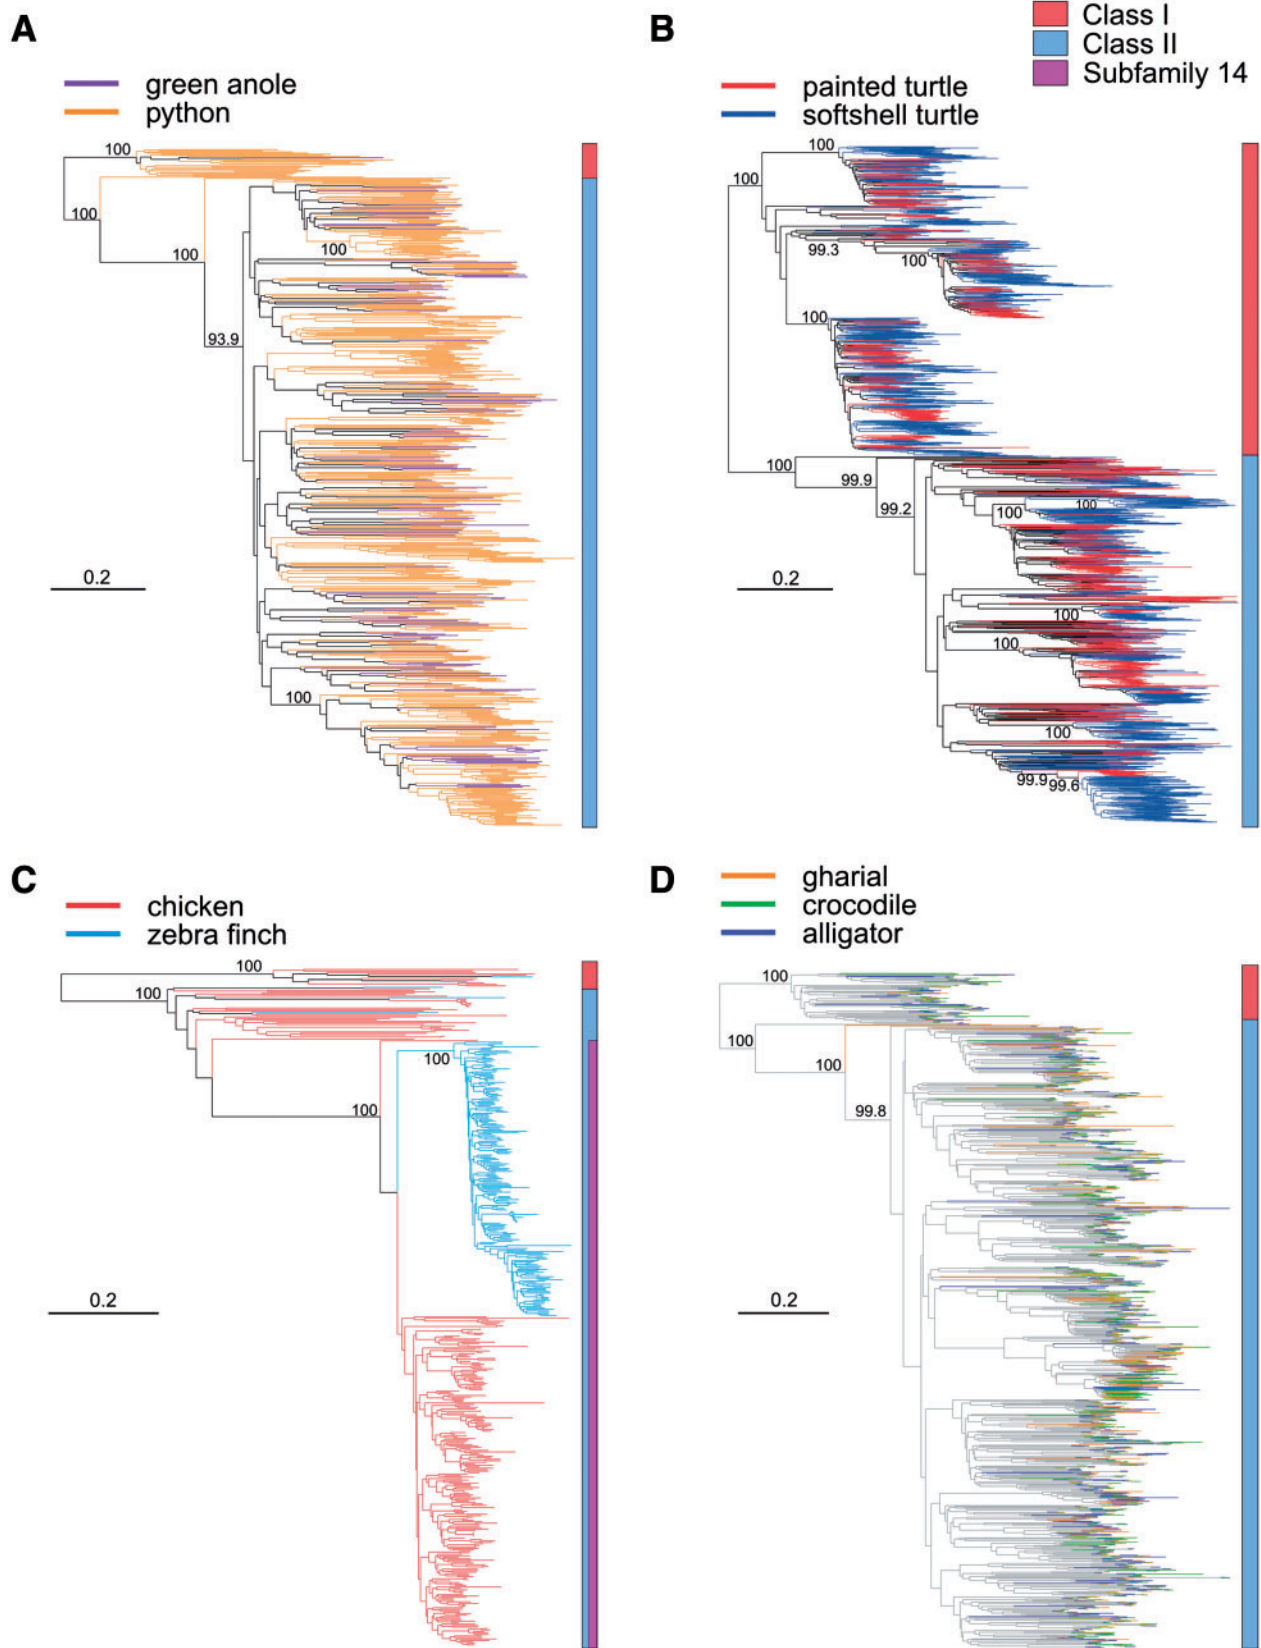 A
green anole
python
100
100
100
100
93.9
100
0.2
B
Class I
Class II
Subfamily 14
painted turtle
softshell turtle
100
100
99.3
100
100
100
99.9
99.2
100
100
100
100
100
99.9
99.6
0.2
C
chicken
zebra finch
100
100
100
100
0.2
D
gharial
crocodile
alligator
100
100
100
99.8
0.2